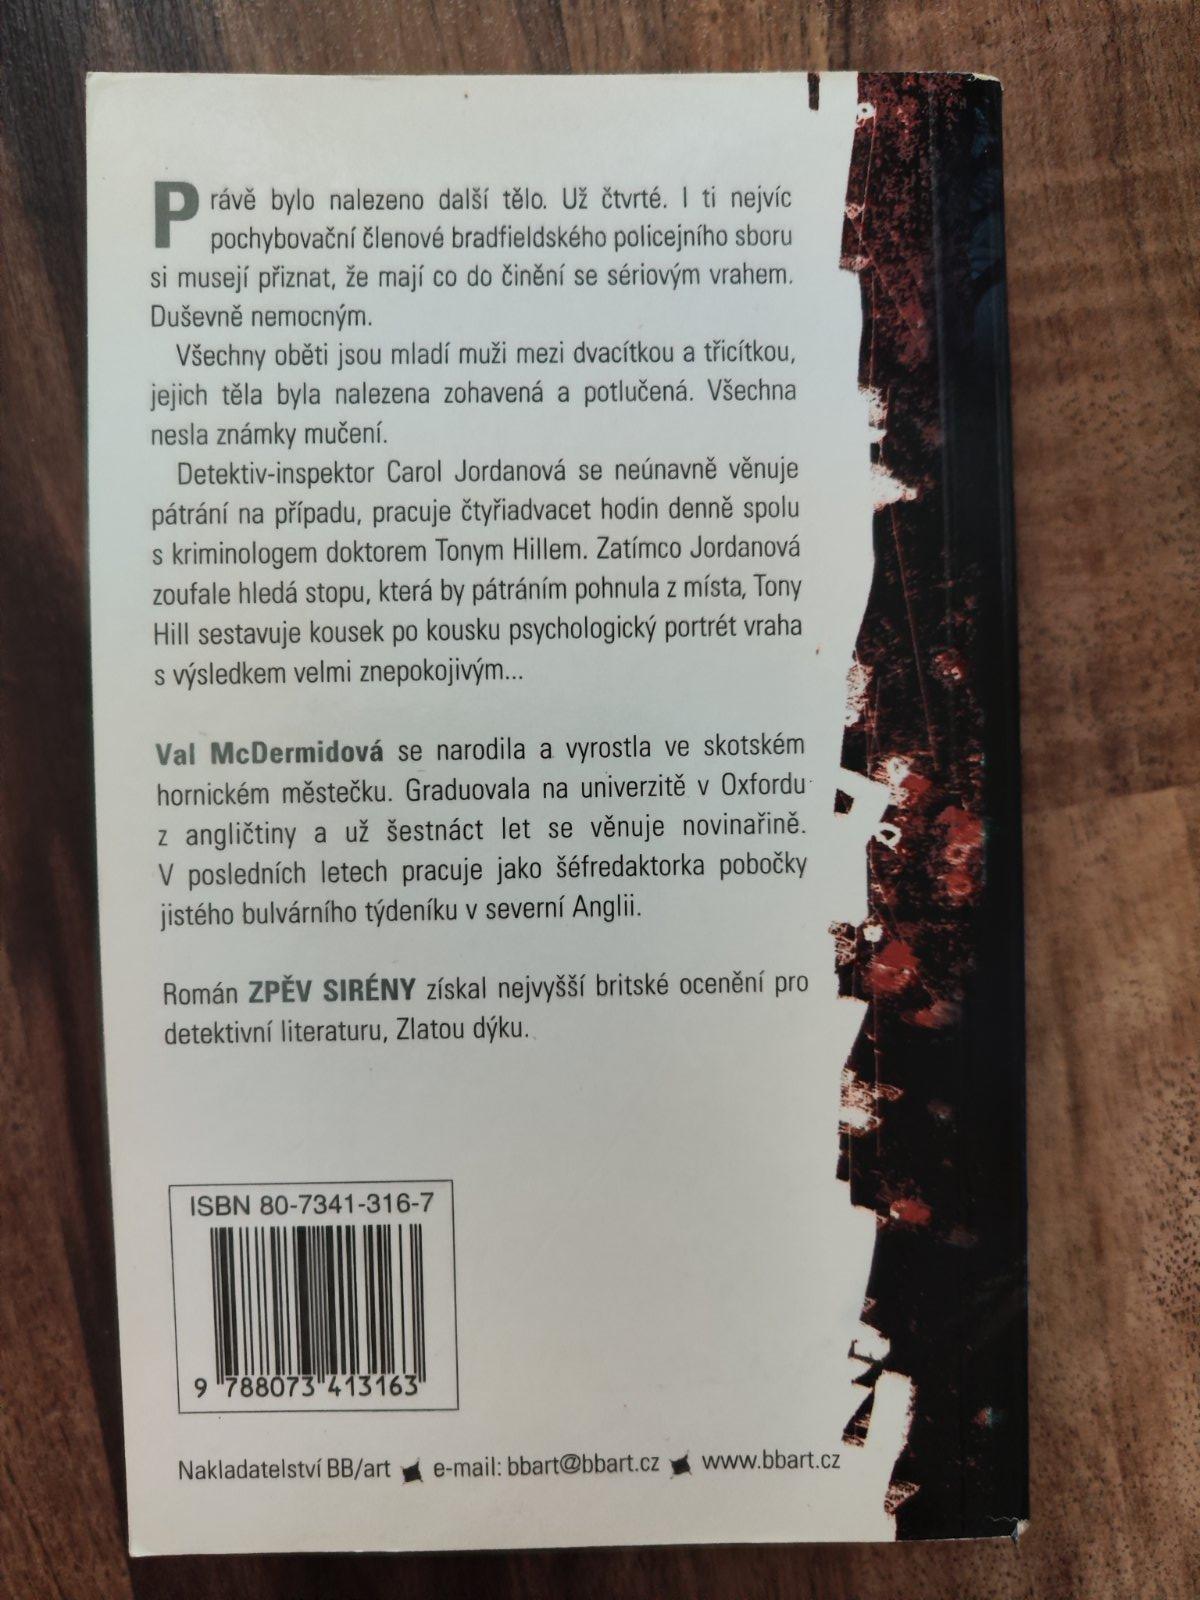 Právě bylo nalezeno další tělo. Už čtvrté. I ti nejvíc
pochybovační členové bradfieldského policejního sboru
si musejí přiznat, že mají co do činění se sériovým vrahem.
Duševně nemocným.
Všechny oběti jsou mladí muži mezi dvacítkou a třicítkou,
jejich těla byla nalezena zohavená a potlučená. Všechna
nesla známky mučení.
Detektiv-inspektor Carol Jordanová se neúnavně věnuje
pátrání na případu, pracuje čtyřiadvacet hodin denně spolu
s kriminologem doktorem Tonym Hillem. Zatímco Jordanová
zoufale hledá stopu, která by pátráním pohnula z místa, Tony
Hill sestavuje kousek po kousku psychologický portrét vraha
s výsledkem velmi znepokojivým...
Val McDermidová se narodila a vyrostla ve skotském
hornickém městečku. Graduovala na univerzitě v Oxfordu
z angličtiny a už šestnáct let se věnuje novinařině.
V posledních letech pracuje jako šéfredaktorka pobočky
jistého bulvárního týdeníku v severní Anglii.
Román ZPĚV SIRÉNY získal nejvyšší britské ocenění pro
detektivní literaturu, Zlatou dýku.
ISBN 80-7341-316-7
9 788073 413163
Nakladatelství BB/art e-mail: bbart@bbart.cz www.bbart.cz